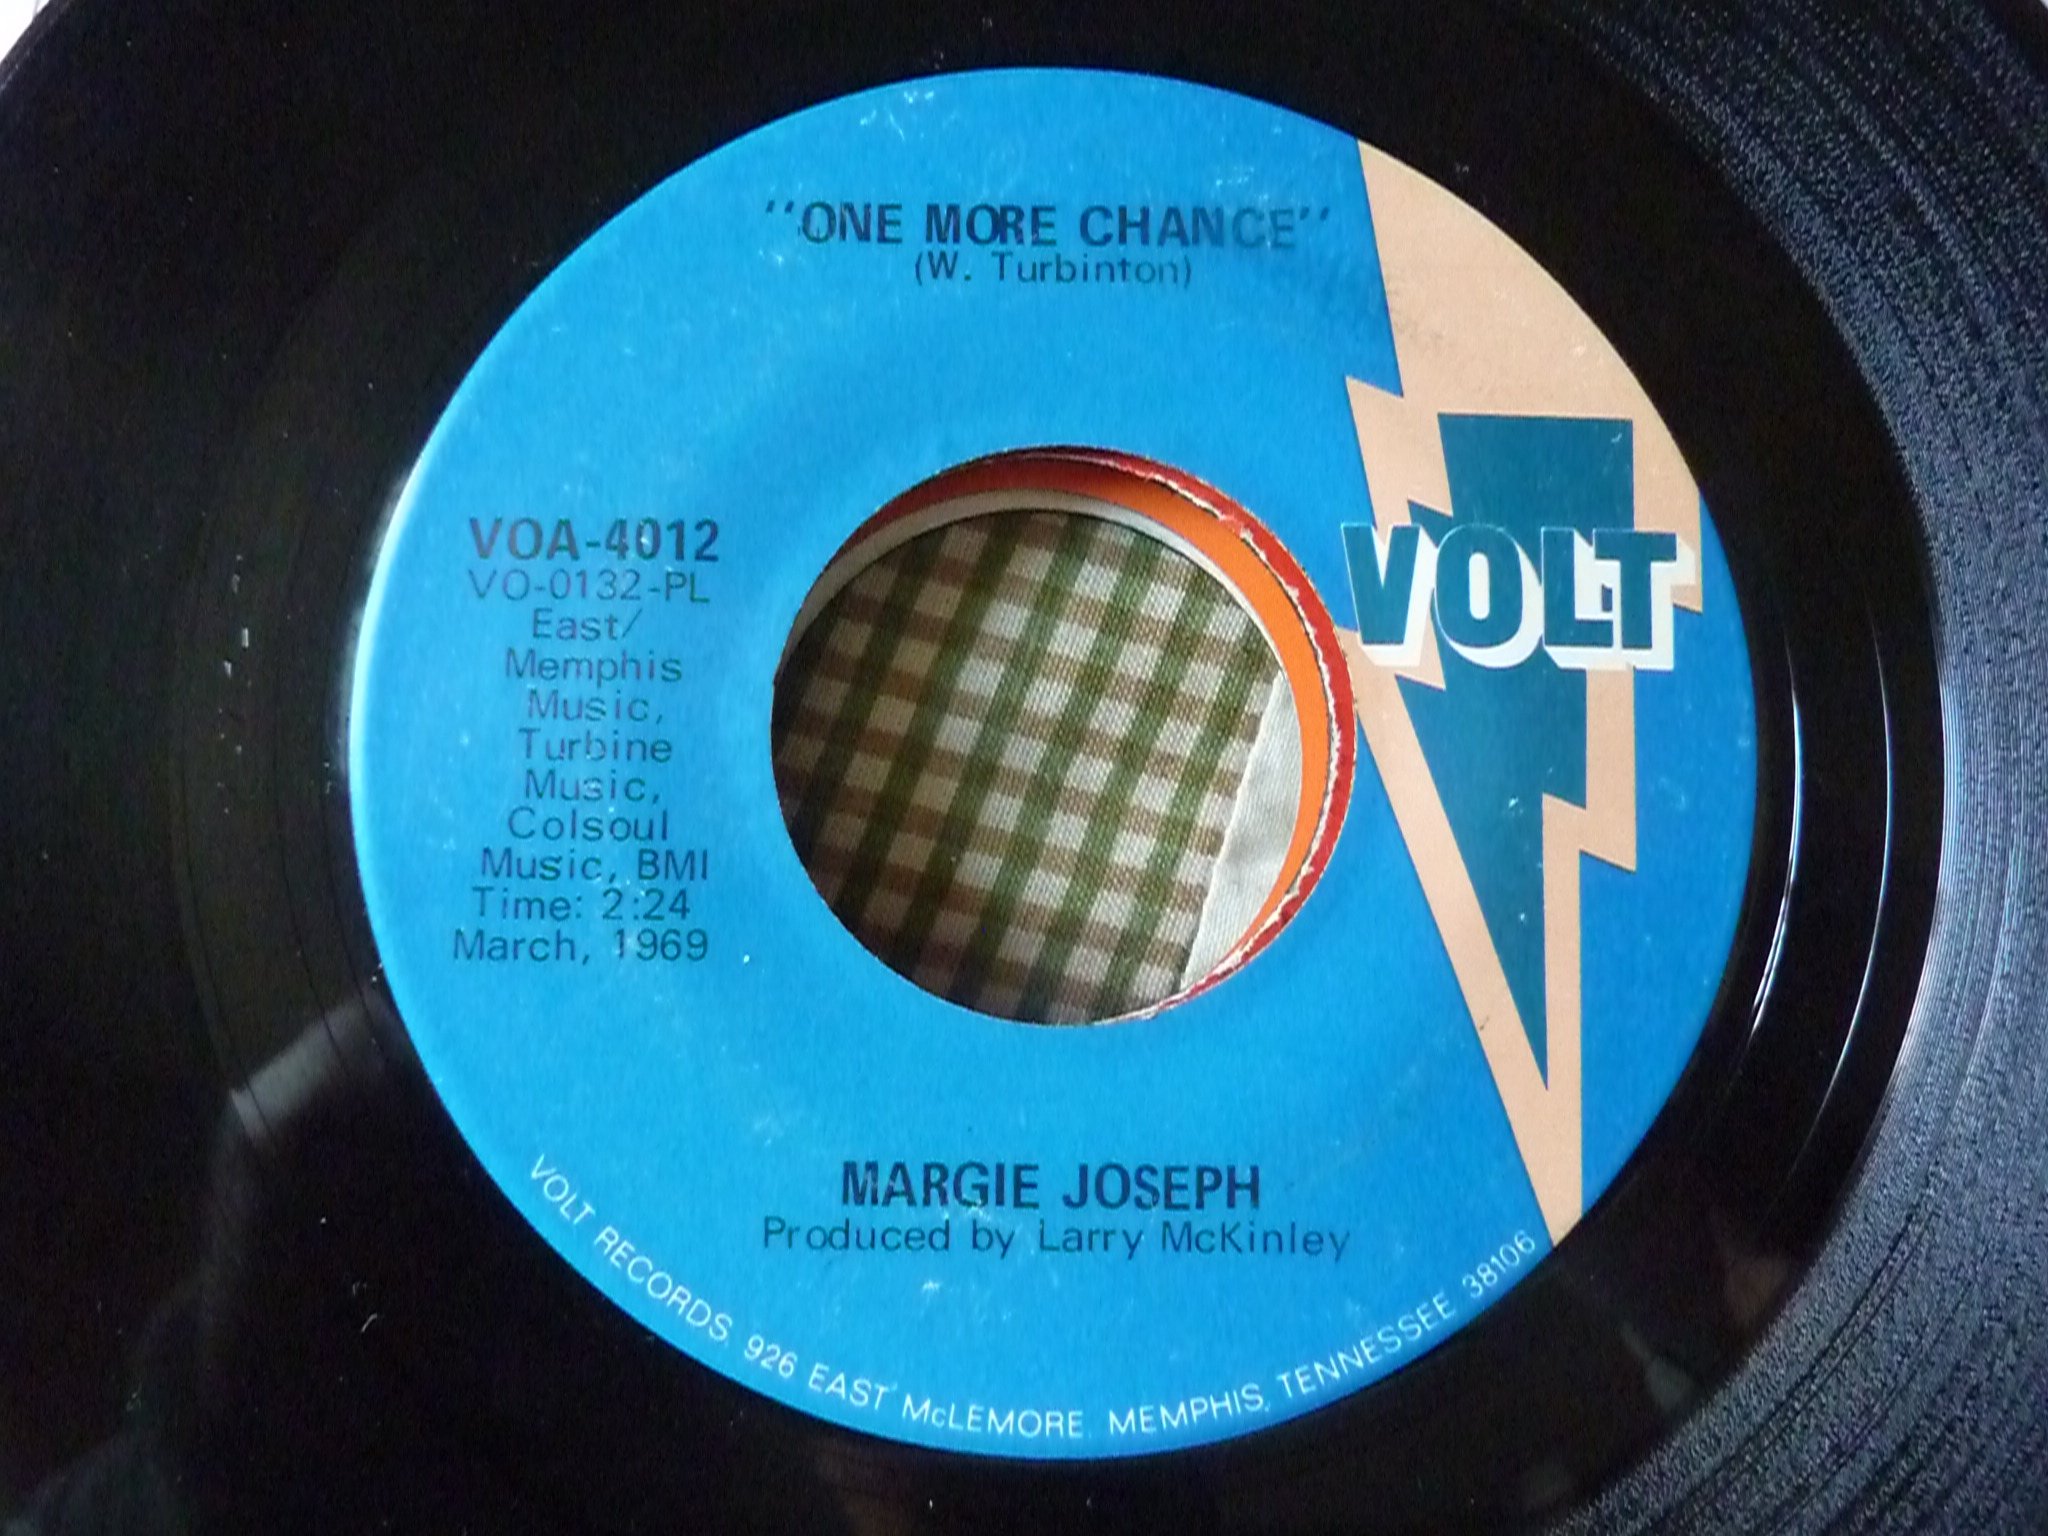 "ONE MORE CHANCE"
(W. Turbinton)
VOA-4012
VO-0132-PL
East/
Memphis
Music,
Turbine
Music,
Colsoul
Music, BMI
Time: 2:24
March, 1969
VOLT
MARGIE JOSEPH
Produced by Larry McKinley
VOLT RECORDS, 926 EAST McLEMORE, MEMPHIS, TENNESSEE 38106